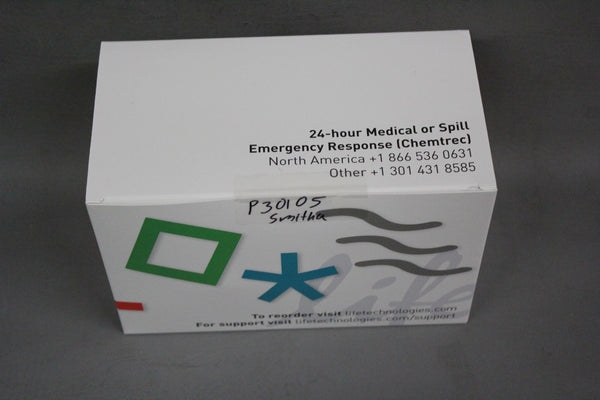 24-hour Medical or Spill
Emergency Response (Chemtrec)
North America +1 866 536 0631
Other +1 301 431 8585
P30105
Smitha
life
To reorder visit lifetechnologies.com
For support visit lifetechnologies.com/support